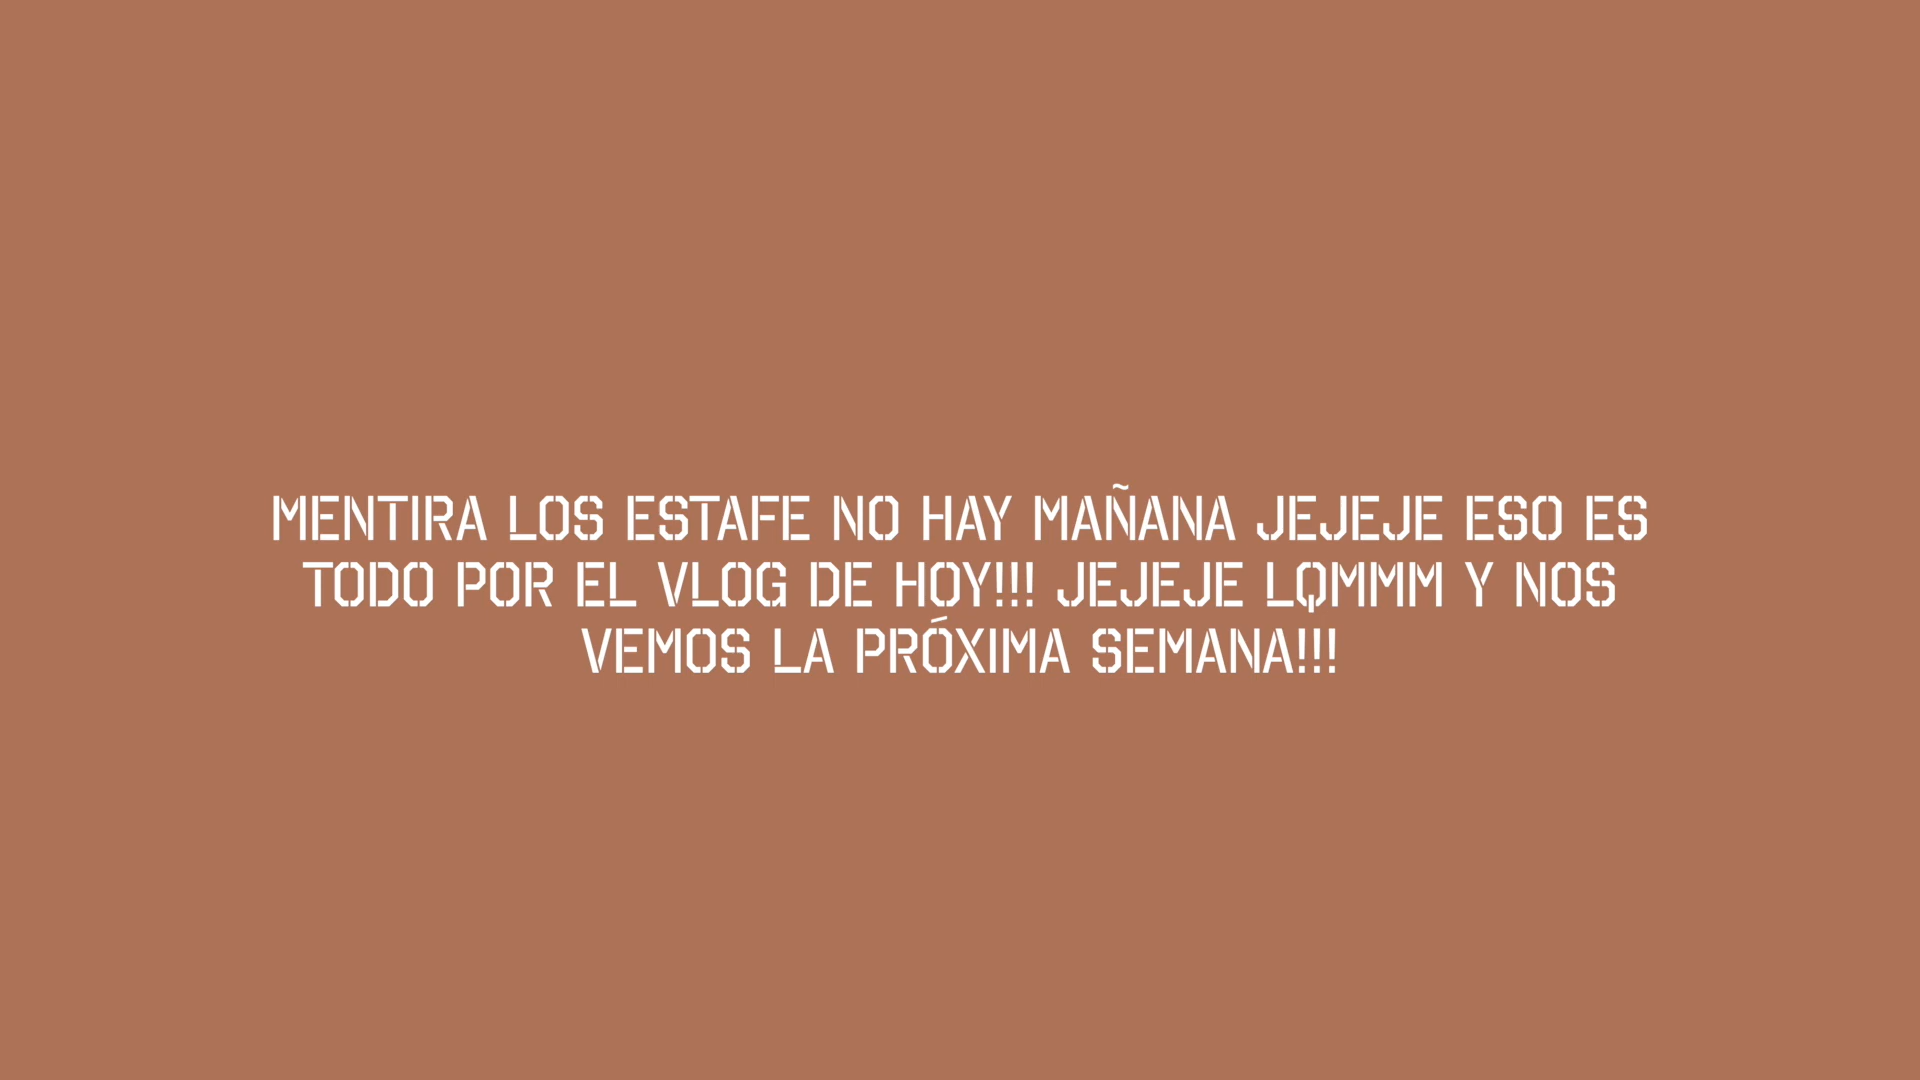 MENTIRA LOS ESTAFE NO HAY MAÑANA JEJEJE ESO ES
TODO POR EL VLOG DE HOY!!! JEJEJE LQMMM Y NOS
VEMOS LA PRÓXIMA SEMANA!!!